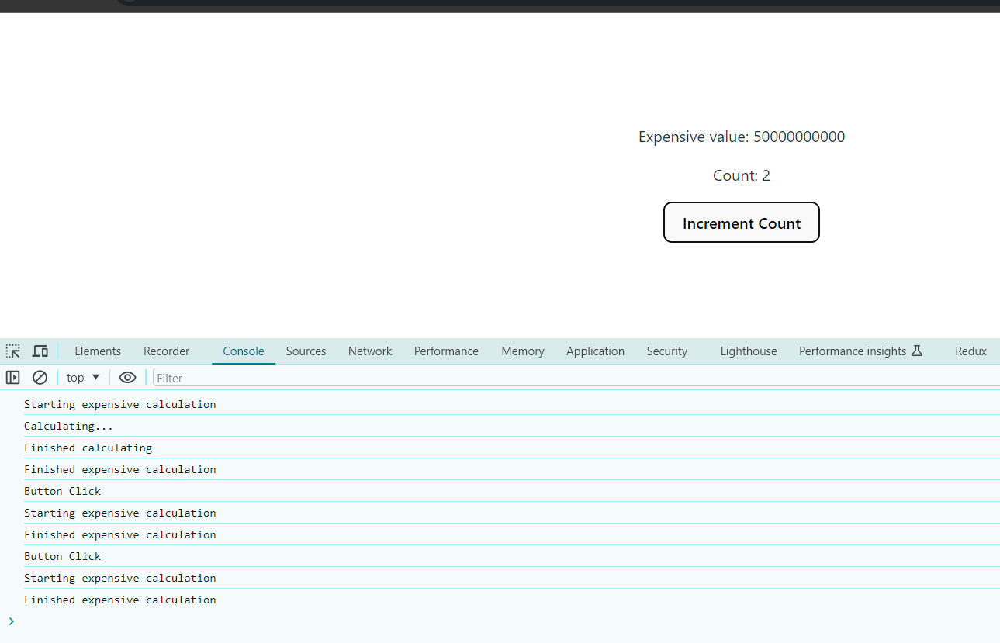 Expensive value: 50000000000
Count: 2
Increment Count
Elements Recorder Console Sources Network Performance Memory Application Security Lighthouse Performance insights Redux
top Filter
Starting expensive calculation
Calculating...
Finished calculating
Finished expensive calculation
Button Click
Starting expensive calculation
Finished expensive calculation
Button Click
Starting expensive calculation
Finished expensive calculation